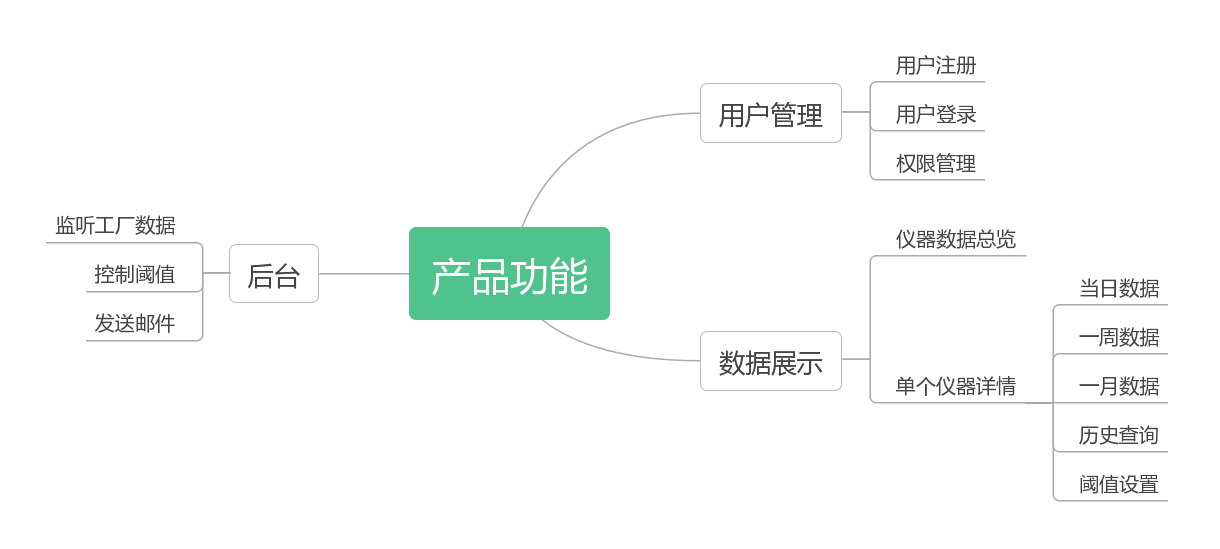 产品功能
用户管理
用户注册
用户登录
权限管理
数据展示
仪器数据总览
单个仪器详情
当日数据
一周数据
一月数据
历史查询
阈值设置
后台
监听工厂数据
控制阈值
发送邮件